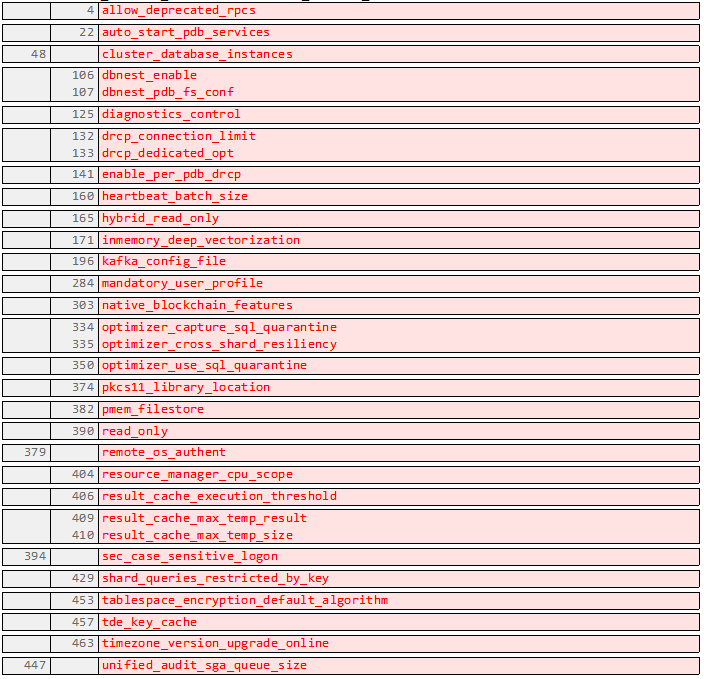 4 allow_deprecated_rpcs
22 auto_start_pdb_services
48 cluster_database_instances
106 dbnest_enable
107 dbnest_pdb_fs_conf
125 diagnostics_control
132 drcp_connection_limit
133 drcp_dedicated_opt
141 enable_per_pdb_drcp
160 heartbeat_batch_size
165 hybrid_read_only
171 inmemory_deep_vectorization
196 kafka_config_file
284 mandatory_user_profile
303 native_blockchain_features
334 optimizer_capture_sql_quarantine
335 optimizer_cross_shard_resiliency
350 optimizer_use_sql_quarantine
374 pkcs11_library_location
382 pmem_filestore
390 read_only
379 remote_os_authent
404 resource_manager_cpu_scope
406 result_cache_execution_threshold
409 result_cache_max_temp_result
410 result_cache_max_temp_size
394 sec_case_sensitive_logon
429 shard_queries_restricted_by_key
453 tablespace_encryption_default_algorithm
457 tde_key_cache
463 timezone_version_upgrade_online
447 unified_audit_sga_queue_size